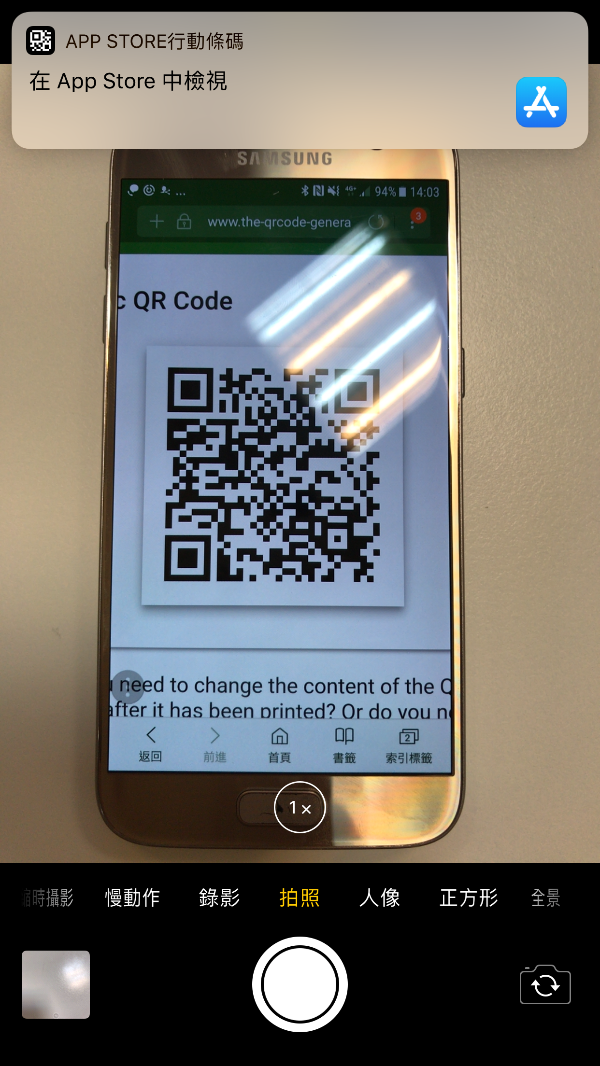 APP STORE行動條碼
在 App Store 中檢視
SAMSUNG
... 4G+ 94% 14:03
www.the-qrcode-genera
3
c QR Code
u need to change the content of the Q
after it has been printed? Or do you ne
2
返回 前進 首頁 書籤 索引標籤
1×
縮時攝影 慢動作 錄影 拍照 人像 正方形 全景